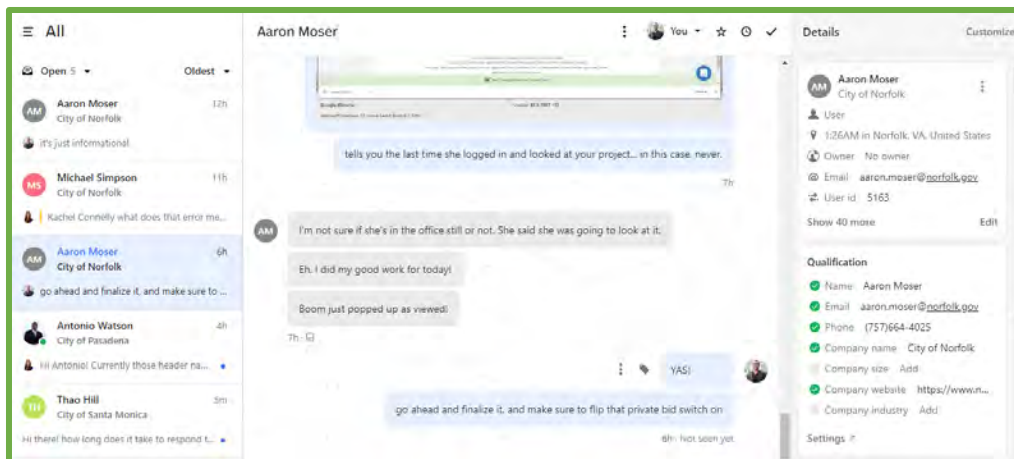 All
Open 5
Oldest
AM
Aaron Moser
12h
City of Norfolk
it's just informational.
MS
Michael Simpson
11h
City of Norfolk
Rachel Connelly what does that error me...
AM
Aaron Moser
6h
City of Norfolk
go ahead and finalize it, and make sure to ...
Antonio Watson
4h
City of Pasadena
Hi Antonio! Currently those header na...
TH
Thao Hill
5m
City of Santa Monica
Hi there! how long does it take to respond t...
Aaron Moser
You
tells you the last time she logged in and looked at your project... in this case, never.
7h
AM
I'm not sure if she's in the office still or not. She said she was going to look at it.
Eh. I did my good work for today!
Boom just popped up as viewed!
7h
YAS!
go ahead and finalize it, and make sure to flip that private bid switch on
6h · Not seen yet
Details
Customize
AM
Aaron Moser
City of Norfolk
User
1:26AM in Norfolk, VA, United States
Owner No owner
Email aaron.moser@norfolk.gov
User id 5163
Show 40 more
Edit
Qualification
Name Aaron Moser
Email aaron.moser@norfolk.gov
Phone (757)664-4025
Company name City of Norfolk
Company size Add
Company website https://www.n...
Company industry Add
Settings